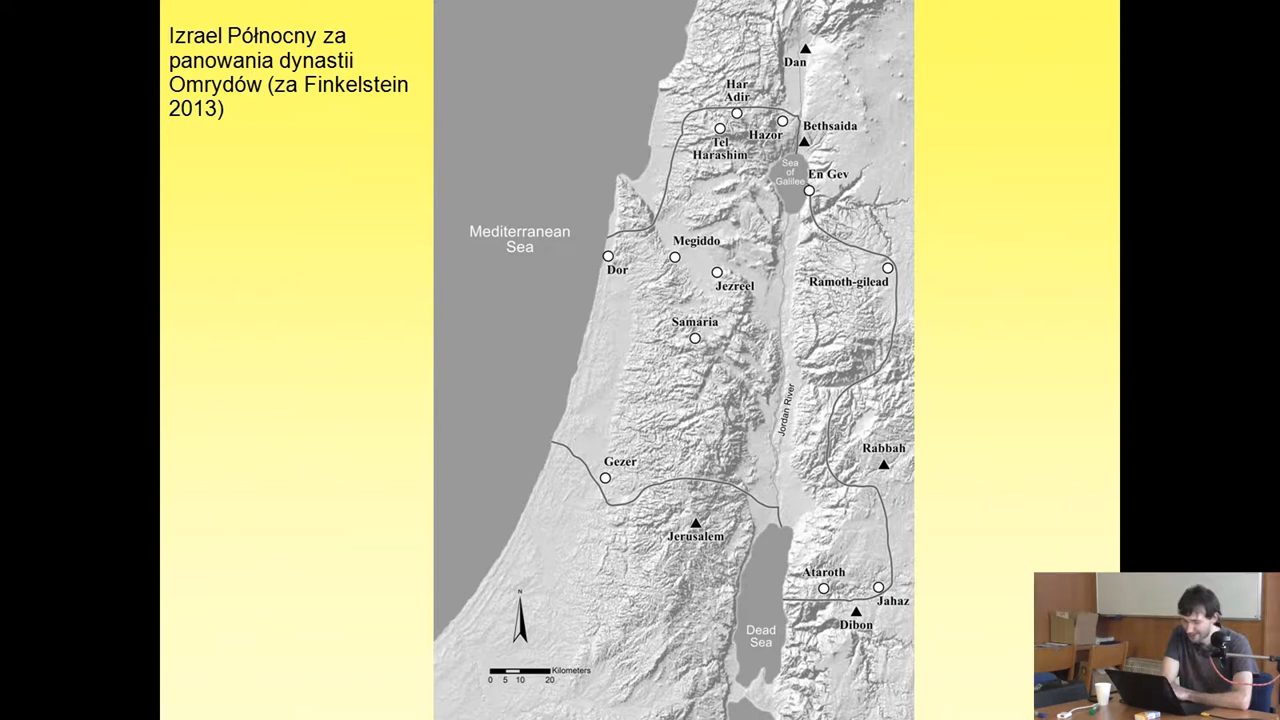 Izrael Północny za
panowania dynastii
Omrydów (za Finkelstein
2013)
Dan
Har
Adir
Hazor
Bethsaida
Tel
Harashim
Sea
of
Galilee
En Gev
Mediterranean
Sea
Megiddo
Dor
Jezreel
Ramoth-gilead
Samaria
Jordan River
Rabbah
Gezer
Jerusalem
Ataroth
Jahaz
Dibon
Dead
Sea
N
Kilometers
0 5 10 20